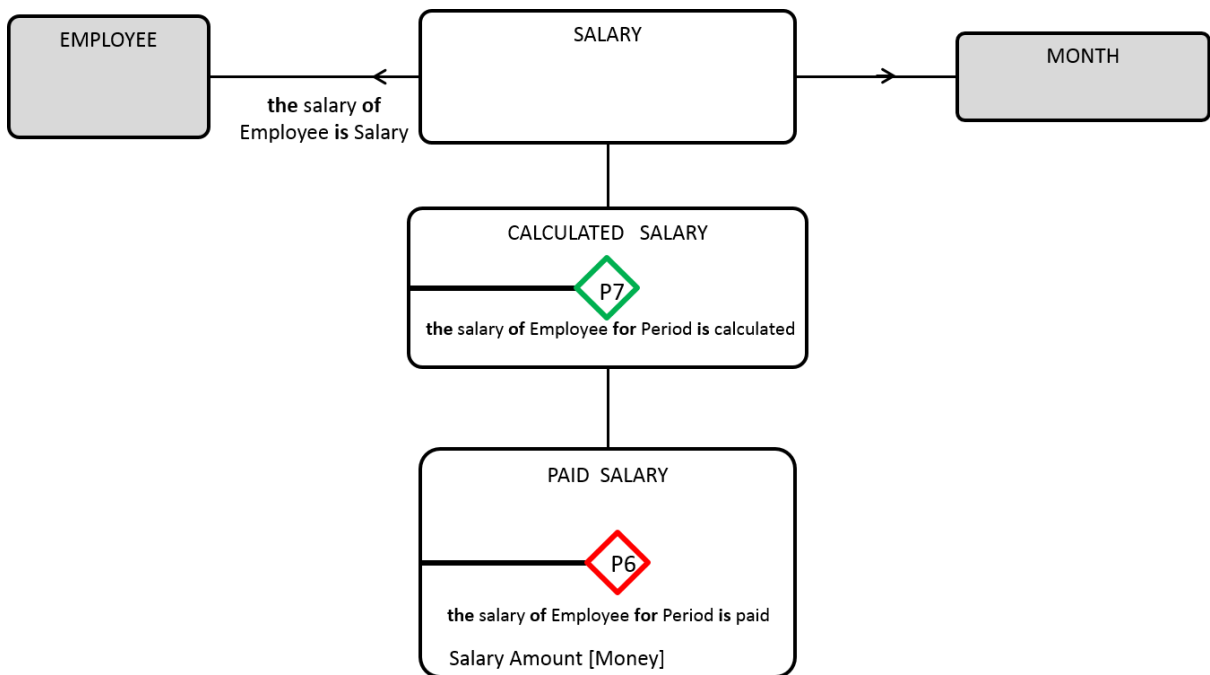 EMPLOYEE
SALARY
MONTH
the salary of
Employee is Salary
CALCULATED SALARY
P7
the salary of Employee for Period is calculated
PAID SALARY
P6
the salary of Employee for Period is paid
Salary Amount [Money]